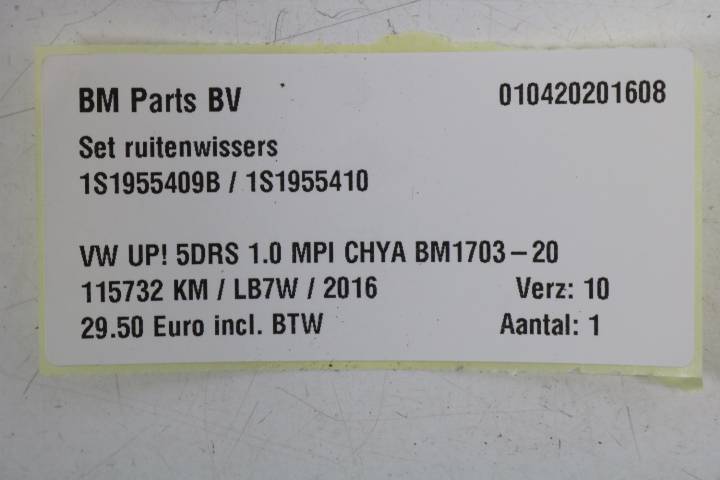 BM Parts BV 010420201608
Set ruitenwissers
1S1955409B / 1S1955410
VW UP! 5DRS 1.0 MPI CHYA BM1703-20
115732 KM / LB7W / 2016 Verz: 10
29.50 Euro incl. BTW Aantal: 1